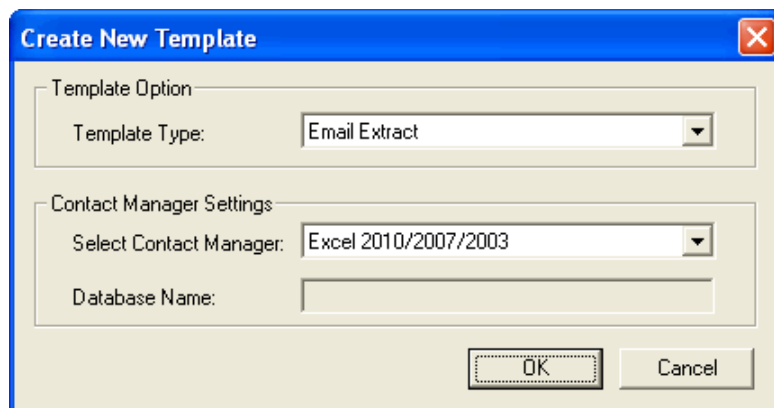 Create New Template
Template Option
Template Type: Email Extract
Contact Manager Settings
Select Contact Manager: Excel 2010/2007/2003
Database Name:
OK Cancel